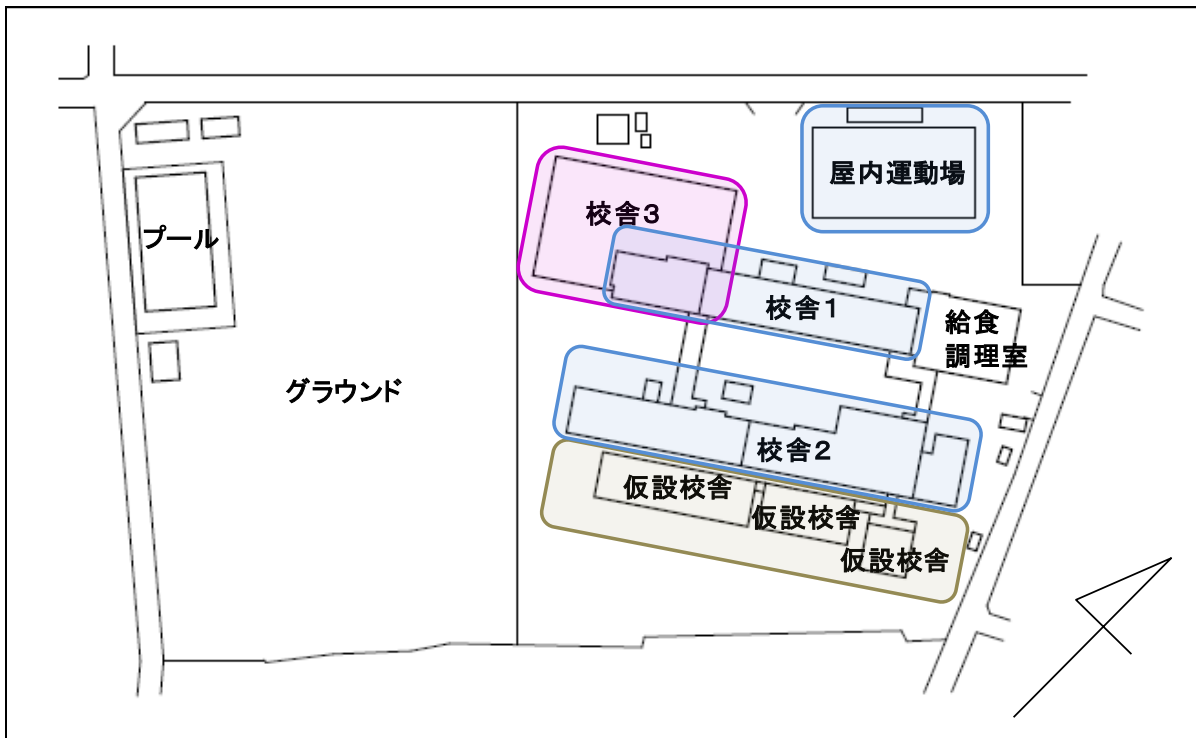 屋内運動場
校舎３
プール
校舎１
給食
調理室
グラウンド
校舎２
仮設校舎
仮設校舎
仮設校舎